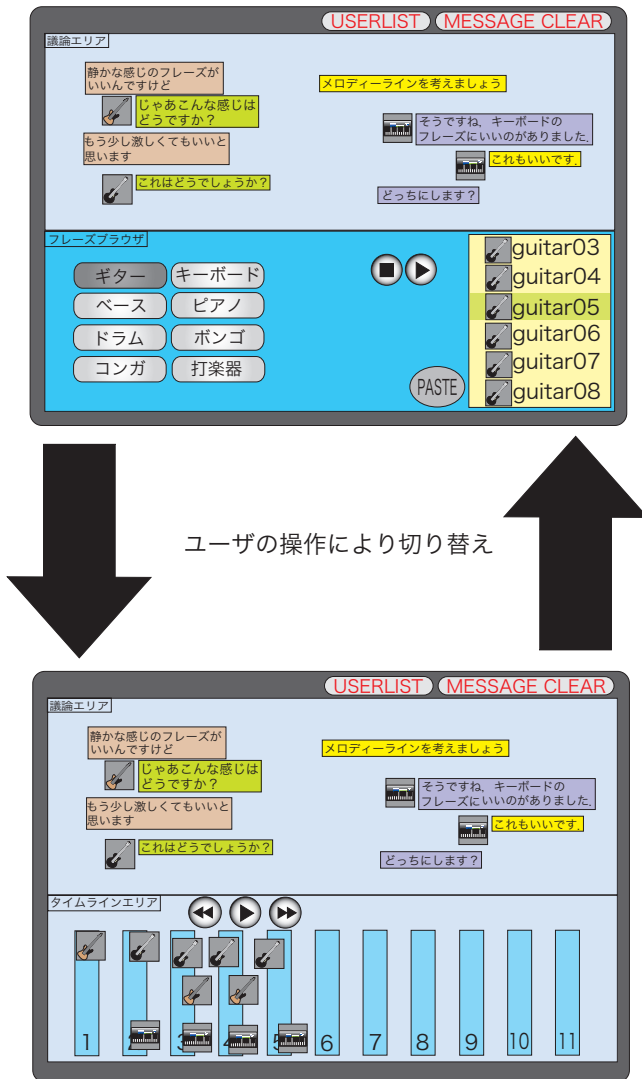 USERLIST
MESSAGE CLEAR
議論エリア
静かな感じのフレーズが
いいんですけど
じゃあこんな感じは
どうですか？
もう少し激しくてもいいと
思います
これはどうでしょうか？
メロディーラインを考えましょう
そうですね，キーボードの
フレーズにいいのがありました．
これもいいです．
どっちにします？
フレーズブラウザ
ギター
キーボード
ベース
ピアノ
ドラム
ボンゴ
コンガ
打楽器
PASTE
guitar03
guitar04
guitar05
guitar06
guitar07
guitar08
ユーザの操作により切り替え
USERLIST
MESSAGE CLEAR
議論エリア
静かな感じのフレーズが
いいんですけど
じゃあこんな感じは
どうですか？
もう少し激しくてもいいと
思います
これはどうでしょうか？
メロディーラインを考えましょう
そうですね，キーボードの
フレーズにいいのがありました．
これもいいです．
どっちにします？
タイムラインエリア
1
2
3
4
5
6
7
8
9
10
11